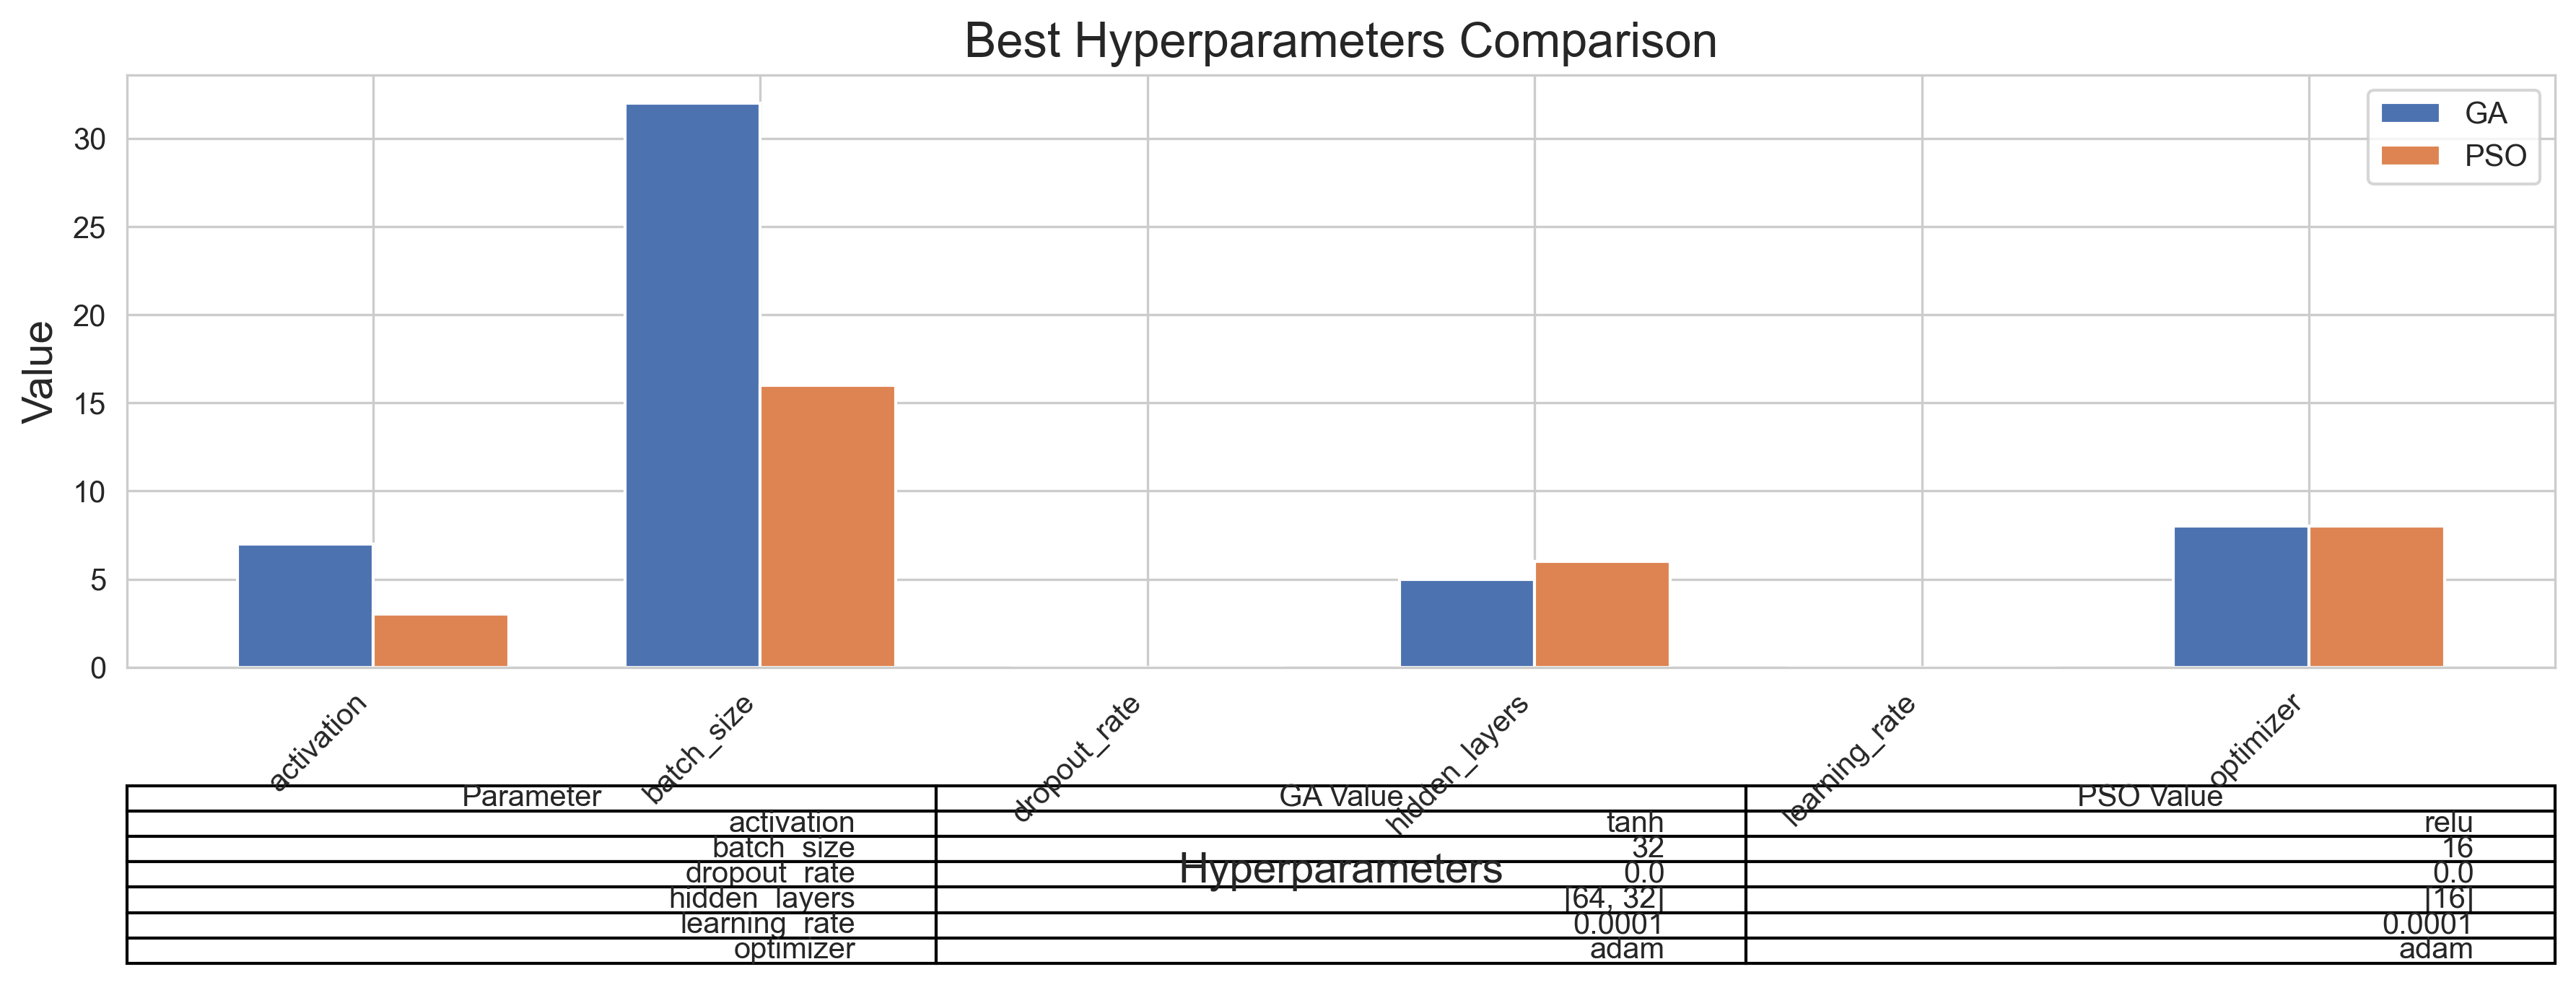 Best Hyperparameters Comparison
GA
PSO
Value
30
25
20
15
10
5
0
activation
batch_size
dropout_rate
hidden_layers
learning_rate
optimizer
Hyperparameters
Parameter GA Value PSO Value
activation tanh relu
batch_size 32 16
dropout_rate 0.0 0.0
hidden_layers [64, 32] [16]
learning_rate 0.0001 0.0001
optimizer adam adam